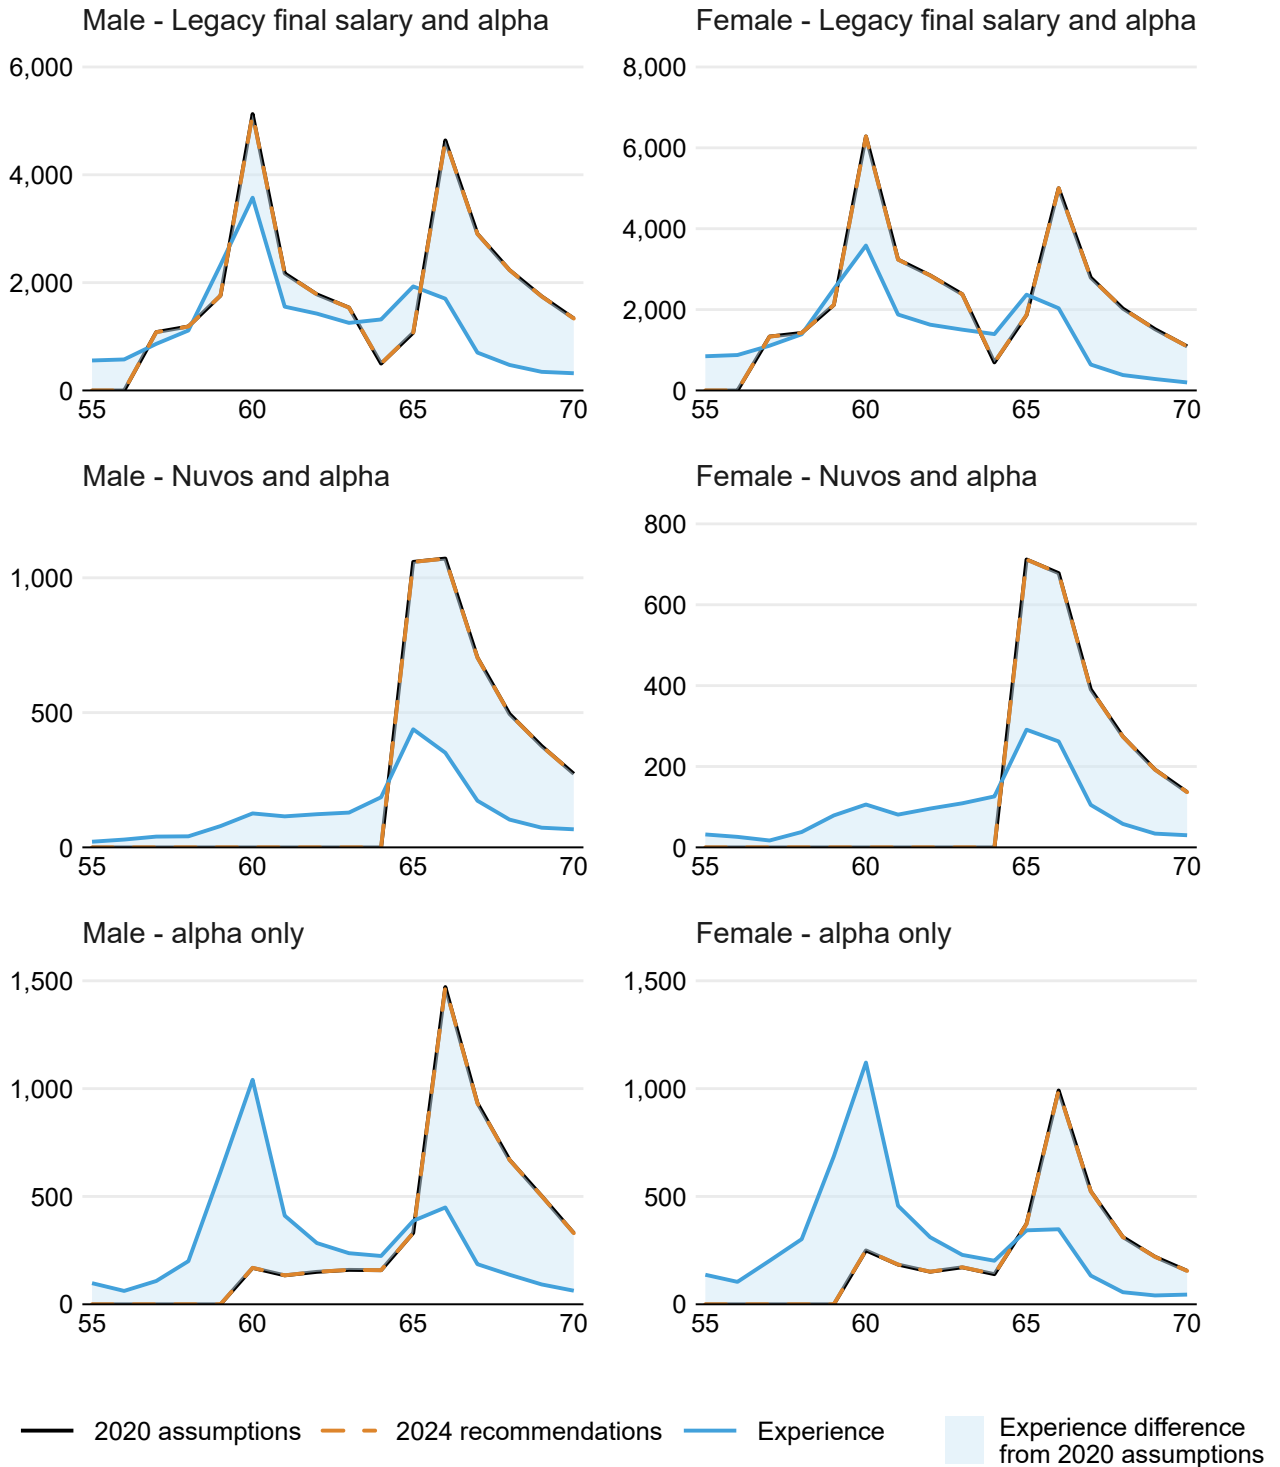 Male - Legacy final salary and alpha
6,000
4,000
2,000
0
55 60 65 70
Female - Legacy final salary and alpha
8,000
6,000
4,000
2,000
0
55 60 65 70
Male - Nuvos and alpha
1,000
500
0
55 60 65 70
Female - Nuvos and alpha
800
600
400
200
0
55 60 65 70
Male - alpha only
1,500
1,000
500
0
55 60 65 70
Female - alpha only
1,500
1,000
500
0
55 60 65 70
2020 assumptions 2024 recommendations Experience Experience difference
from 2020 assumptions